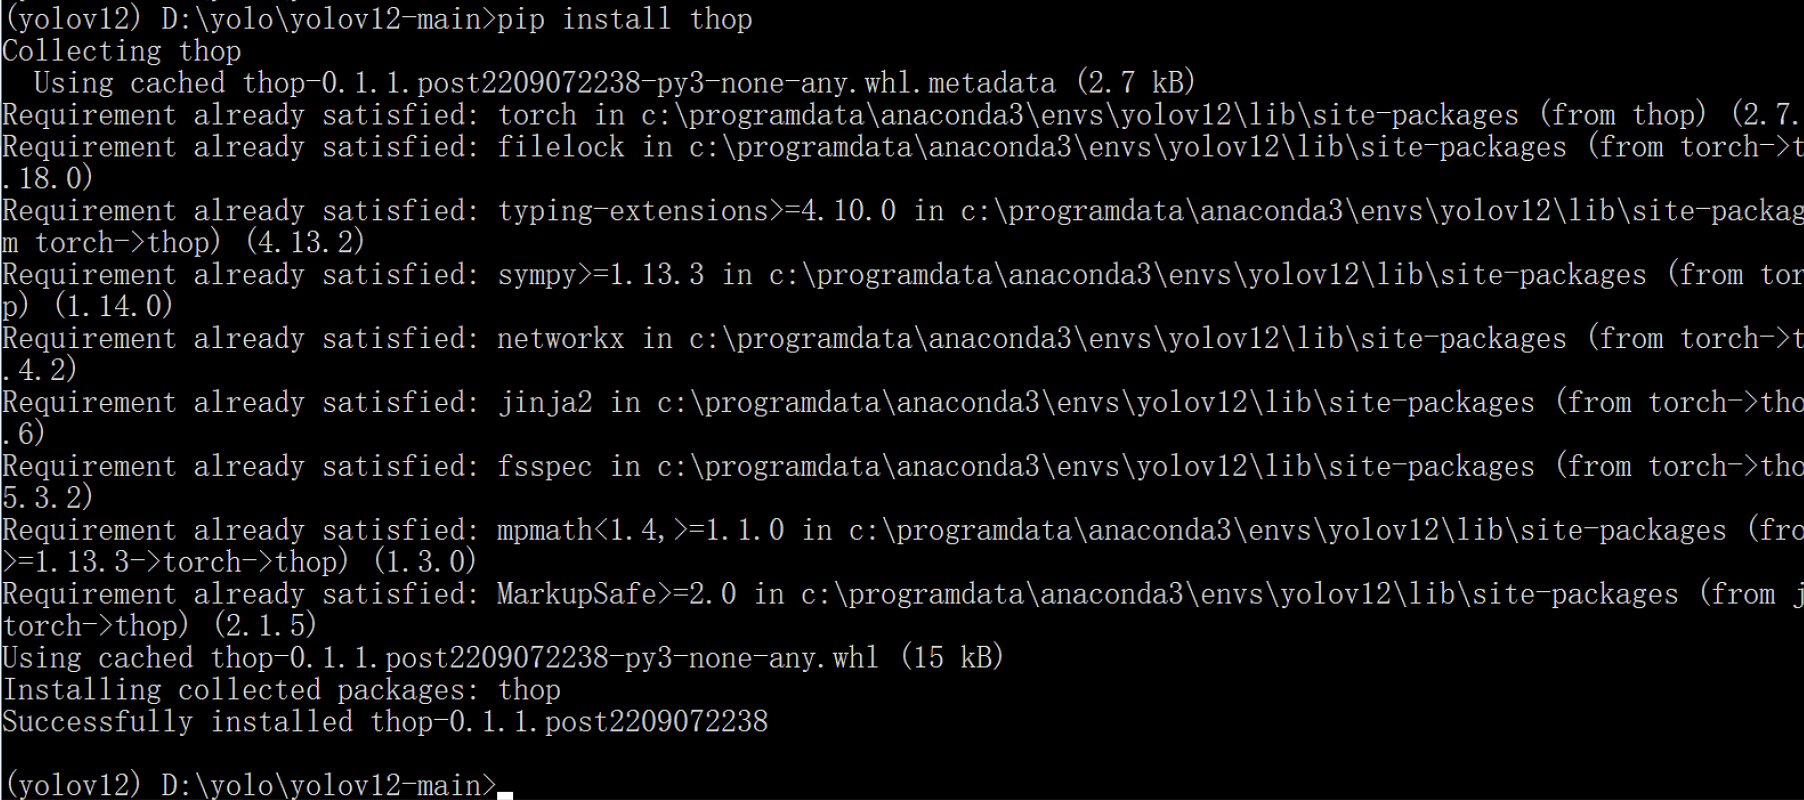 (yolov12) D:\yolo\yolov12-main>pip install thop
Collecting thop
  Using cached thop-0.1.1.post2209072238-py3-none-any.whl.metadata (2.7 kB)
Requirement already satisfied: torch in c:\programdata\anaconda3\envs\yolov12\lib\site-packages (from thop) (2.7.
Requirement already satisfied: filelock in c:\programdata\anaconda3\envs\yolov12\lib\site-packages (from torch->t
.18.0)
Requirement already satisfied: typing-extensions>=4.10.0 in c:\programdata\anaconda3\envs\yolov12\lib\site-packag
m torch->thop) (4.13.2)
Requirement already satisfied: sympy>=1.13.3 in c:\programdata\anaconda3\envs\yolov12\lib\site-packages (from tor
p) (1.14.0)
Requirement already satisfied: networkx in c:\programdata\anaconda3\envs\yolov12\lib\site-packages (from torch->t
.4.2)
Requirement already satisfied: jinja2 in c:\programdata\anaconda3\envs\yolov12\lib\site-packages (from torch->tho
.6)
Requirement already satisfied: fsspec in c:\programdata\anaconda3\envs\yolov12\lib\site-packages (from torch->tho
5.3.2)
Requirement already satisfied: mpmath<1.4,>=1.1.0 in c:\programdata\anaconda3\envs\yolov12\lib\site-packages (fro
>=1.13.3->torch->thop) (1.3.0)
Requirement already satisfied: MarkupSafe>=2.0 in c:\programdata\anaconda3\envs\yolov12\lib\site-packages (from j
torch->thop) (2.1.5)
Using cached thop-0.1.1.post2209072238-py3-none-any.whl (15 kB)
Installing collected packages: thop
Successfully installed thop-0.1.1.post2209072238

(yolov12) D:\yolo\yolov12-main>